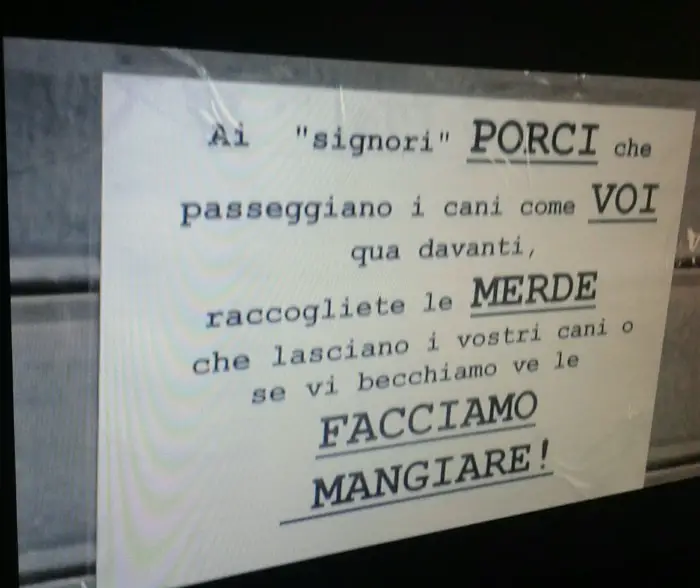 Ai "signori" PORCI che
passeggiano i cani come VOI
qua davanti,
raccogliete le MERDE
che lasciano i vostri cani o
se vi becchiamo ve le
FACCIAMO
MANGIARE!